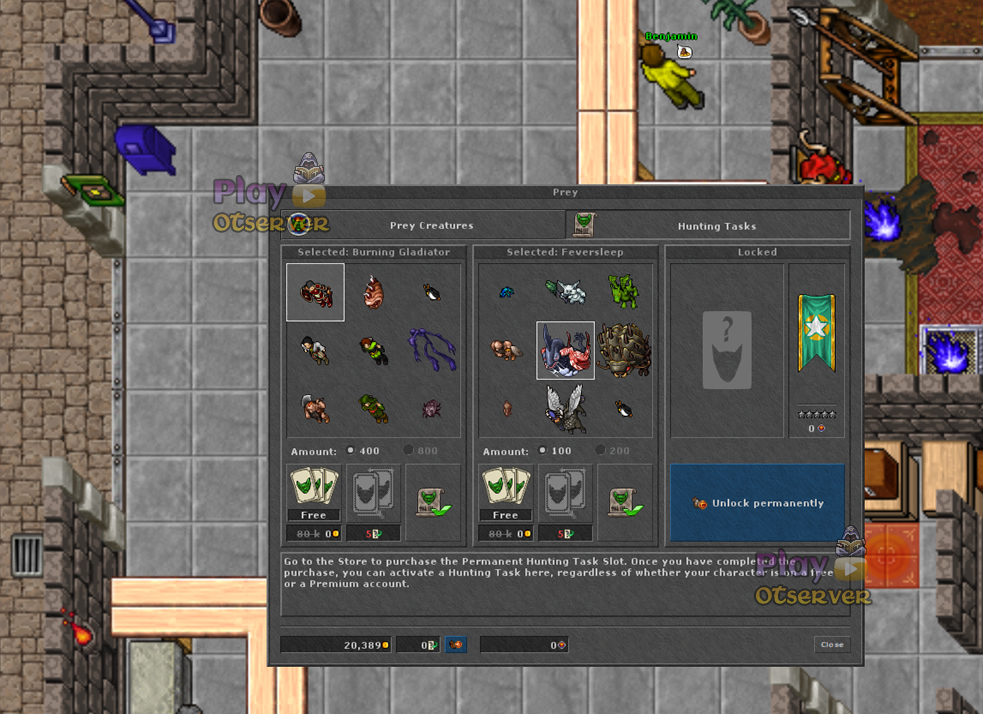 Benjamin
Play
Otserver
Prey
Prey Creatures
Hunting Tasks
Selected: Burning Gladiator
Selected: Feversleep
Locked
?
0
Amount: 400 800
Amount: 100 200
Free
80 k 0
5
Free
80 k 0
5
Unlock permanently
Go to the Store to purchase the Permanent Hunting Task Slot. Once you have completed the
purchase, you can activate a Hunting Task here, regardless of whether your character is on a free
or a Premium account.
Play
Otserver
20,389
0
0
Close